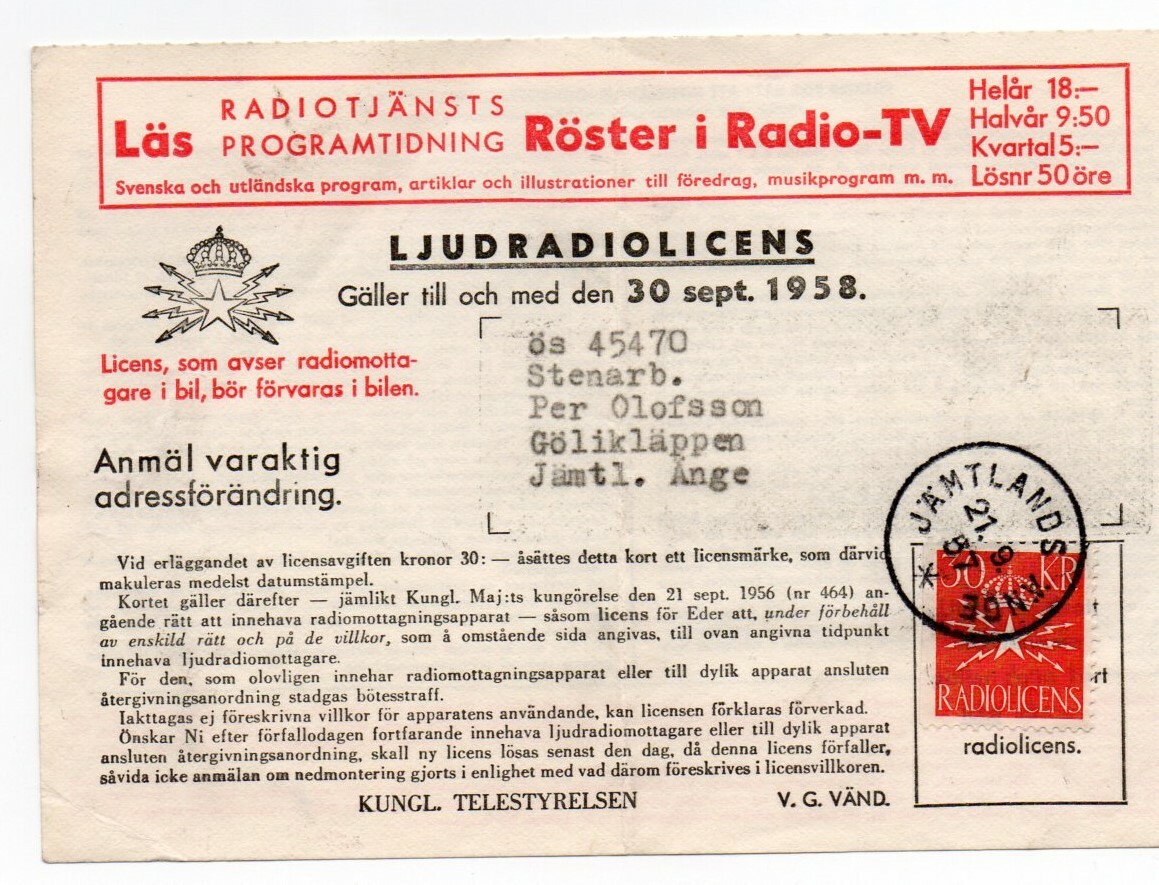 Läs RADIOTJÄNSTS PROGRAMTIDNING Röster i Radio-TV
Helår 18:—
Halvår 9:50
Kvartal 5:—
Lösnr 50 öre
Svenska och utländska program, artiklar och illustrationer till föredrag, musikprogram m. m.
LJUDRADIOLICENS
Gäller till och med den 30 sept. 1958.
Licens, som avser radiomotta-
gare i bil, bör förvaras i bilen.
ös 45470
Stenarb.
Per Olofsson
Gölikläppen
Jämtl. Ånge
Anmäl varaktig
adressförändring.
Vid erläggandet av licensavgiften kronor 30: — åsättes detta kort ett licensmärke, som därvid
makuleras medelst datumstämpel.
Kortet gäller därefter — jämlikt Kungl. Maj:ts kungörelse den 21 sept. 1956 (nr 464) an-
gående rätt att innehava radiomottagningsapparat — såsom licens för Eder att, under förbehåll
av enskild rätt och på de villkor, som å omstående sida angivas, till ovan angivna tidpunkt
innehava ljudradiomottagare.
För den, som olovligen innehar radiomottagningsapparat eller till dylik apparat ansluten
återgivningsanordning stadgas bötesstraff.
Iakttagas ej föreskrivna villkor för apparatens användande, kan licensen förklaras förverkad.
Önskar Ni efter förfallodagen fortfarande innehava ljudradiomottagare eller till dylik apparat
ansluten återgivningsanordning, skall ny licens lösas senast den dag, då denna licens förfaller,
såvida icke anmälan om nedmontering gjorts i enlighet med vad därom föreskrives i licensvillkoren.
KUNGL. TELESTYRELSEN
V. G. VÄND.
JÄMTLANDS
21.9.
57
ÅNGE
30 KR
RADIOLICENS
radiolicens.